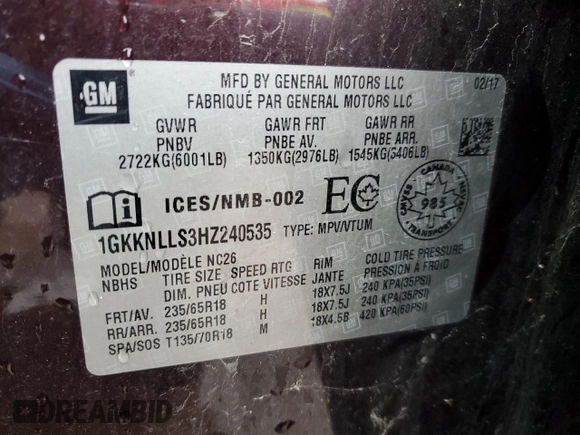 GM
MFD BY GENERAL MOTORS LLC 02/17
FABRIQUÉ PAR GENERAL MOTORS LLC
GVWR GAWR FRT GAWR RR
PNBV PNBE AV. PNBE ARR.
2722KG(6001LB) 1350KG(2976LB) 1545KG(3406LB)
ICES/NMB-002 EC CANADA 985 TRANSPORT
1GKKNLLS3HZ240535 TYPE: MPV/VTUM
MODEL/MODÈLE NC26
NBHS TIRE SIZE SPEED RTG RIM COLD TIRE PRESSURE
DIM. PNEU COTE VITESSE JANTE PRESSION À FROID
FRT/AV. 235/65R18 H 18X7.5J 240 KPA(35PSI)
RR/ARR. 235/65R18 H 18X7.5J 240 KPA(35PSI)
SPA/SOS T135/70R18 M 18X4.5B 420 KPA(60PSI)
DREAMBID